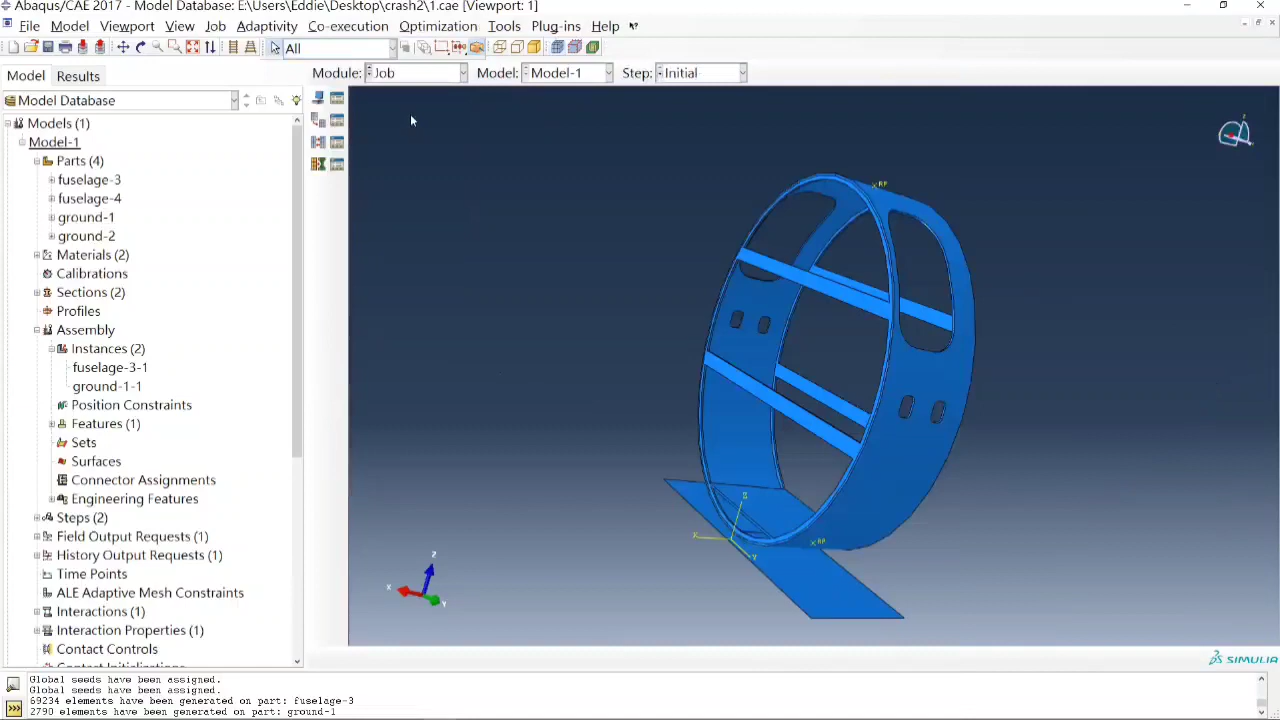 Abaqus/CAE 2017 - Model Database: E:\Users\Eddie\Desktop\crash2\1.cae [Viewport: 1]
File Model Viewport View Job Adaptivity Co-execution Optimization Tools Plug-ins Help
All
Model Results
Module: Job Model: Model-1 Step: Initial
Model Database
Models (1)
Model-1
Parts (4)
fuselage-3
fuselage-4
ground-1
ground-2
Materials (2)
Calibrations
Sections (2)
Profiles
Assembly
Instances (2)
fuselage-3-1
ground-1-1
Position Constraints
Features (1)
Sets
Surfaces
Connector Assignments
Engineering Features
Steps (2)
Field Output Requests (1)
History Output Requests (1)
Time Points
ALE Adaptive Mesh Constraints
Interactions (1)
Interaction Properties (1)
Contact Controls
Contact Initializations
RP
Z
X
Y
RP
Z
X
Y
SIMULIA
Global seeds have been assigned.
Global seeds have been assigned.
69234 elements have been generated on part: fuselage-3
2790 elements have been generated on part: ground-1